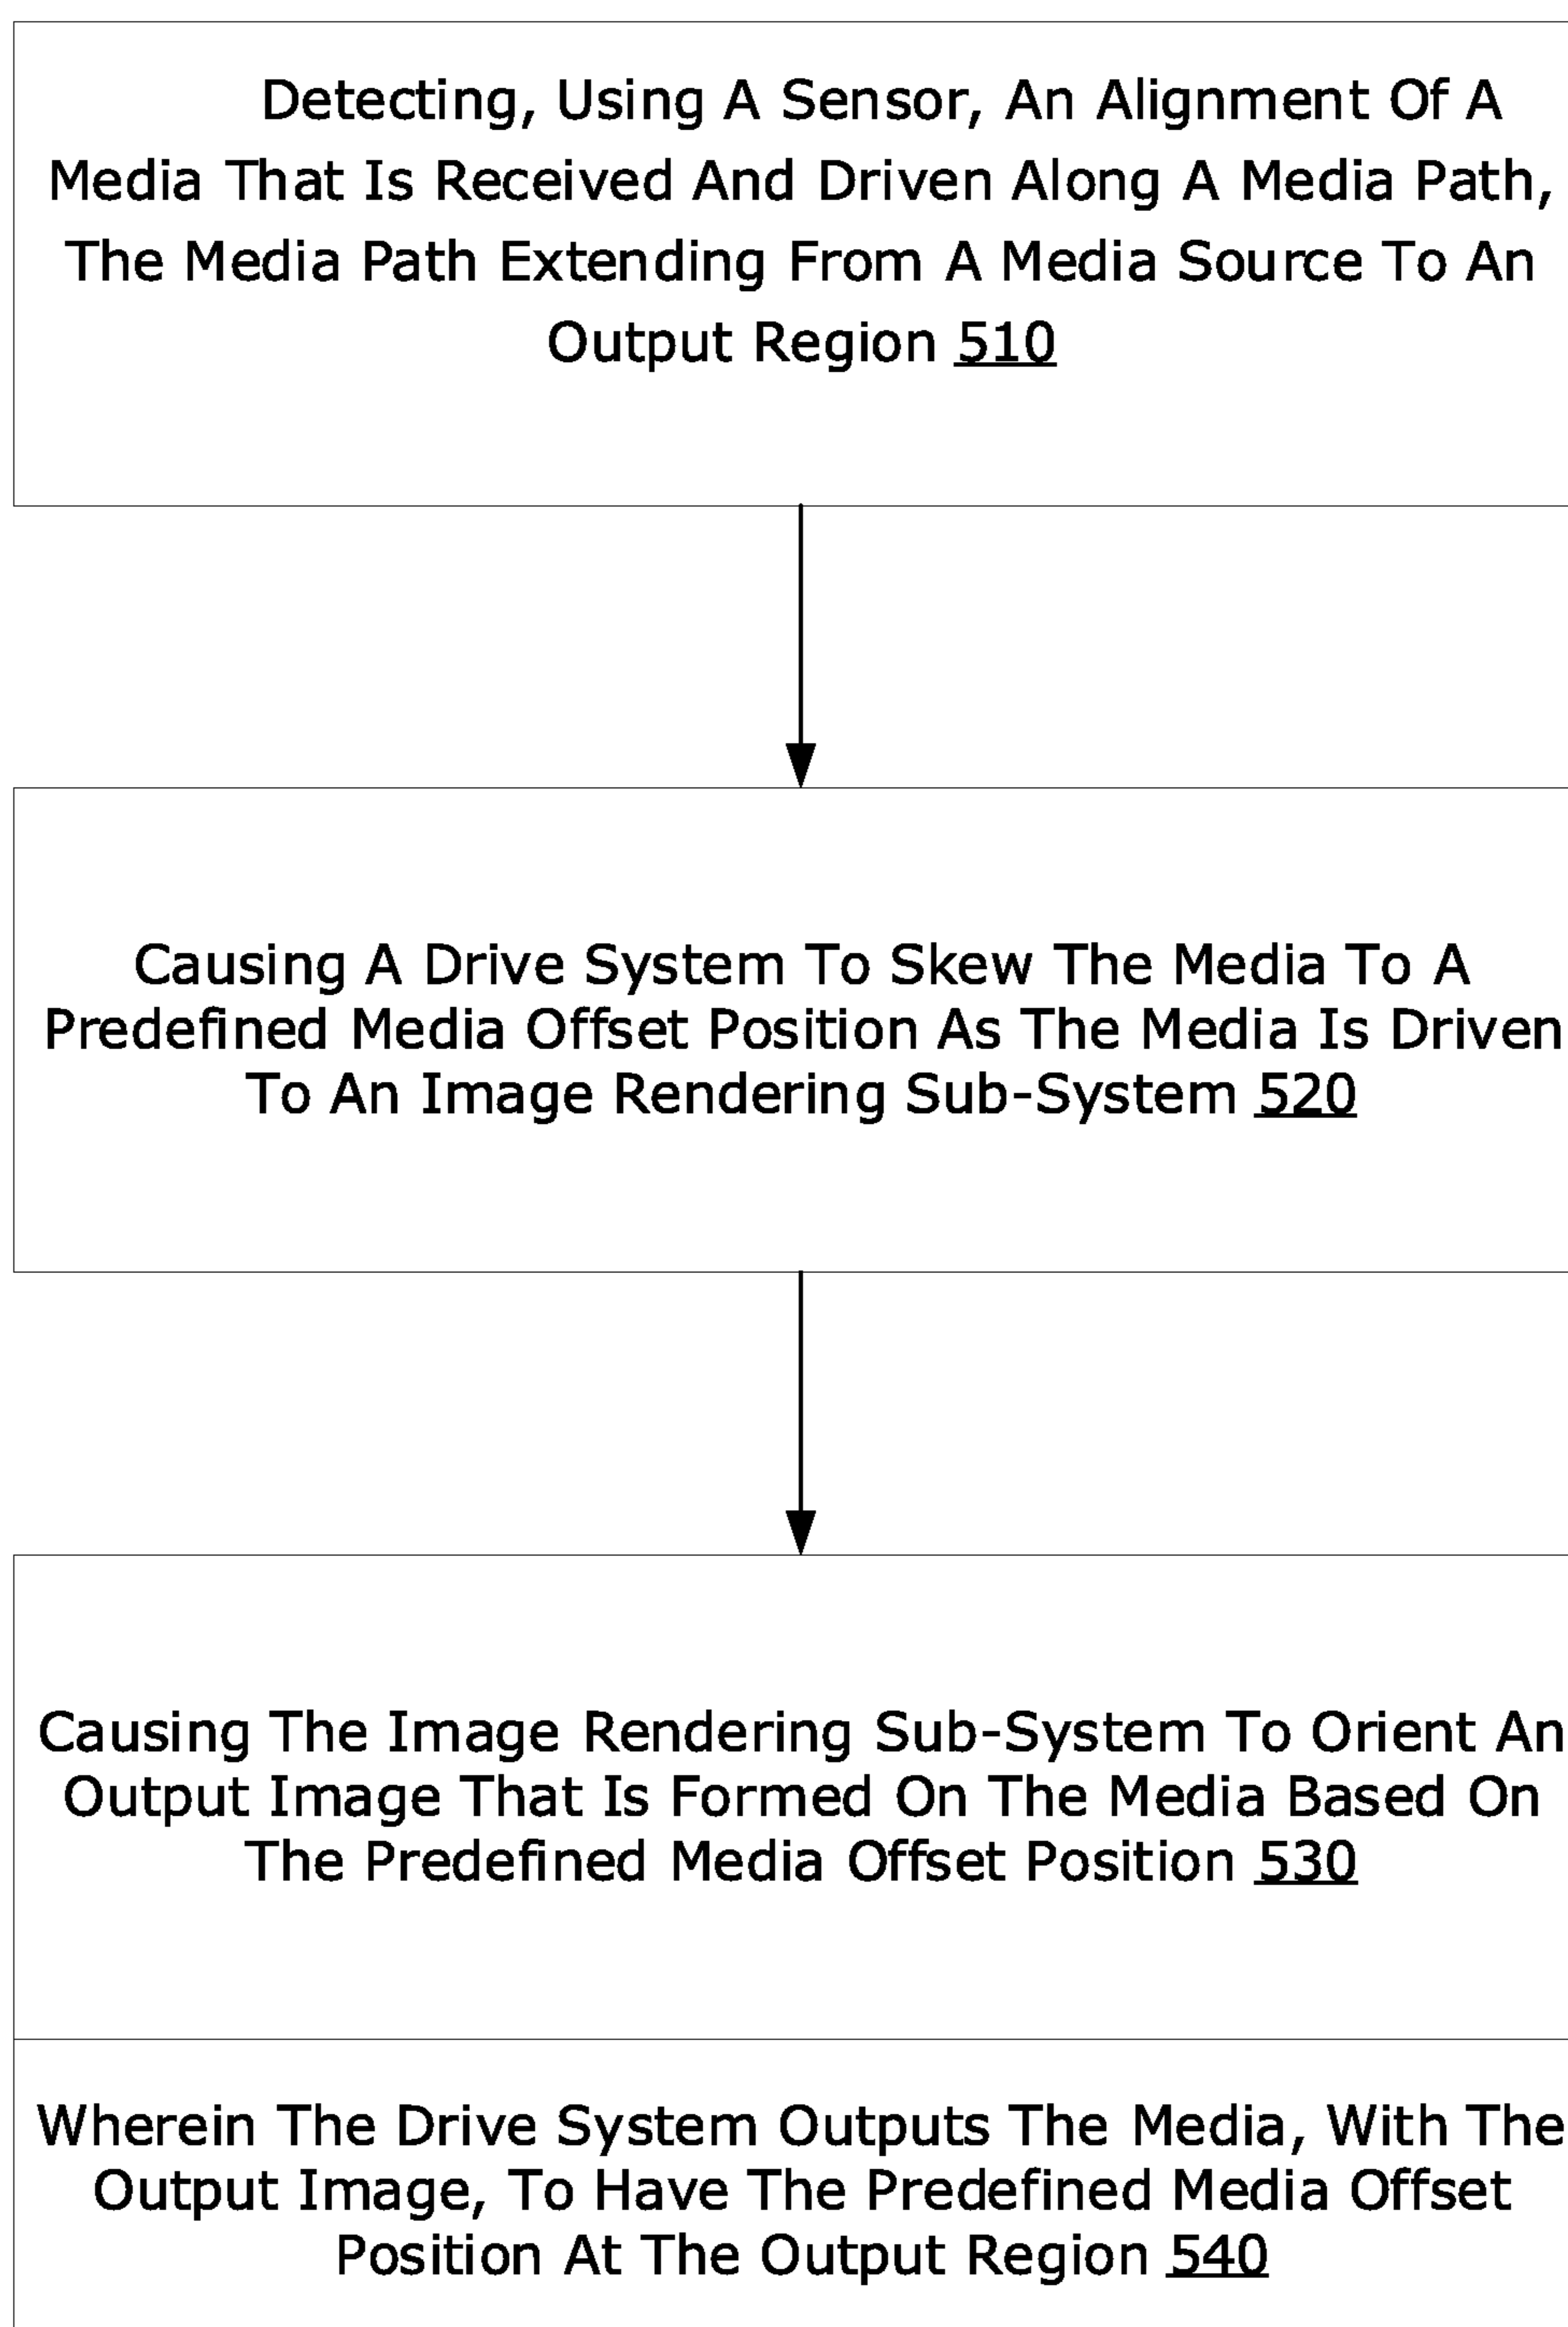 Detecting, Using A Sensor, An Alignment Of A
Media That Is Received And Driven Along A Media Path,
The Media Path Extending From A Media Source To An
Output Region 510
Causing A Drive System To Skew The Media To A
Predefined Media Offset Position As The Media Is Driven
To An Image Rendering Sub-System 520
Causing The Image Rendering Sub-System To Orient An
Output Image That Is Formed On The Media Based On
The Predefined Media Offset Position 530
Wherein The Drive System Outputs The Media, With The
Output Image, To Have The Predefined Media Offset
Position At The Output Region 540